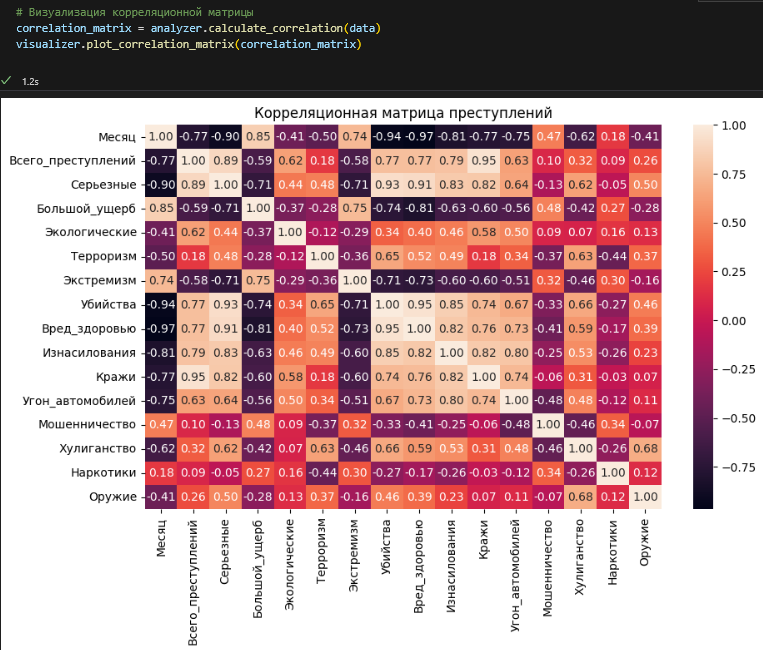 # Визуализация корреляционной матрицы
correlation_matrix = analyzer.calculate_correlation(data)
visualizer.plot_correlation_matrix(correlation_matrix)
✓ 1.2s
Корреляционная матрица преступлений
Месяц 1.00 -0.77 -0.90 0.85 -0.41 -0.50 0.74 -0.94 -0.97 -0.81 -0.77 -0.75 0.47 -0.62 0.18 -0.41
Всего_преступлений -0.77 1.00 0.89 -0.59 0.62 0.18 -0.58 0.77 0.77 0.79 0.95 0.63 0.10 0.32 0.09 0.26
Серьезные -0.90 0.89 1.00 -0.71 0.44 0.48 -0.71 0.93 0.91 0.83 0.82 0.64 -0.13 0.62 -0.05 0.50
Большой_ущерб 0.85 -0.59 -0.71 1.00 -0.37 -0.28 0.75 -0.74 -0.81 -0.63 -0.60 -0.56 0.48 -0.42 0.27 -0.28
Экологические -0.41 0.62 0.44 -0.37 1.00 -0.12 -0.29 0.34 0.40 0.46 0.58 0.50 0.09 0.07 0.16 0.13
Терроризм -0.50 0.18 0.48 -0.28 -0.12 1.00 -0.36 0.65 0.52 0.49 0.18 0.34 -0.37 0.63 -0.44 0.37
Экстремизм 0.74 -0.58 -0.71 0.75 -0.29 -0.36 1.00 -0.71 -0.73 -0.60 -0.60 -0.51 0.32 -0.46 0.30 -0.16
Убийства -0.94 0.77 0.93 -0.74 0.34 0.65 -0.71 1.00 0.95 0.85 0.74 0.67 -0.33 0.66 -0.27 0.46
Вред_здоровью -0.97 0.77 0.91 -0.81 0.40 0.52 -0.73 0.95 1.00 0.82 0.76 0.73 -0.41 0.59 -0.17 0.39
Изнасилования -0.81 0.79 0.83 -0.63 0.46 0.49 -0.60 0.85 0.82 1.00 0.82 0.80 -0.25 0.53 -0.26 0.23
Кражи -0.77 0.95 0.82 -0.60 0.58 0.18 -0.60 0.74 0.76 0.82 1.00 0.74 -0.06 0.31 -0.03 0.07
Угон_автомобилей -0.75 0.63 0.64 -0.56 0.50 0.34 -0.51 0.67 0.73 0.80 0.74 1.00 -0.48 0.48 -0.12 0.11
Мошенничество 0.47 0.10 -0.13 0.48 0.09 -0.37 0.32 -0.33 -0.41 -0.25 -0.06 -0.48 1.00 -0.46 0.34 -0.07
Хулиганство -0.62 0.32 0.62 -0.42 0.07 0.63 -0.46 0.66 0.59 0.53 0.31 0.48 -0.46 1.00 -0.26 0.68
Наркотики 0.18 0.09 -0.05 0.27 0.16 -0.44 0.30 -0.27 -0.17 -0.26 -0.03 -0.12 0.34 -0.26 1.00 0.12
Оружие -0.41 0.26 0.50 -0.28 0.13 0.37 -0.16 0.46 0.39 0.23 0.07 0.11 -0.07 0.68 0.12 1.00
Месяц
Всего_преступлений
Серьезные
Большой_ущерб
Экологические
Терроризм
Экстремизм
Убийства
Вред_здоровью
Изнасилования
Кражи
Угон_автомобилей
Мошенничество
Хулиганство
Наркотики
Оружие
1.00
0.75
0.50
0.25
0.00
−0.25
−0.50
−0.75